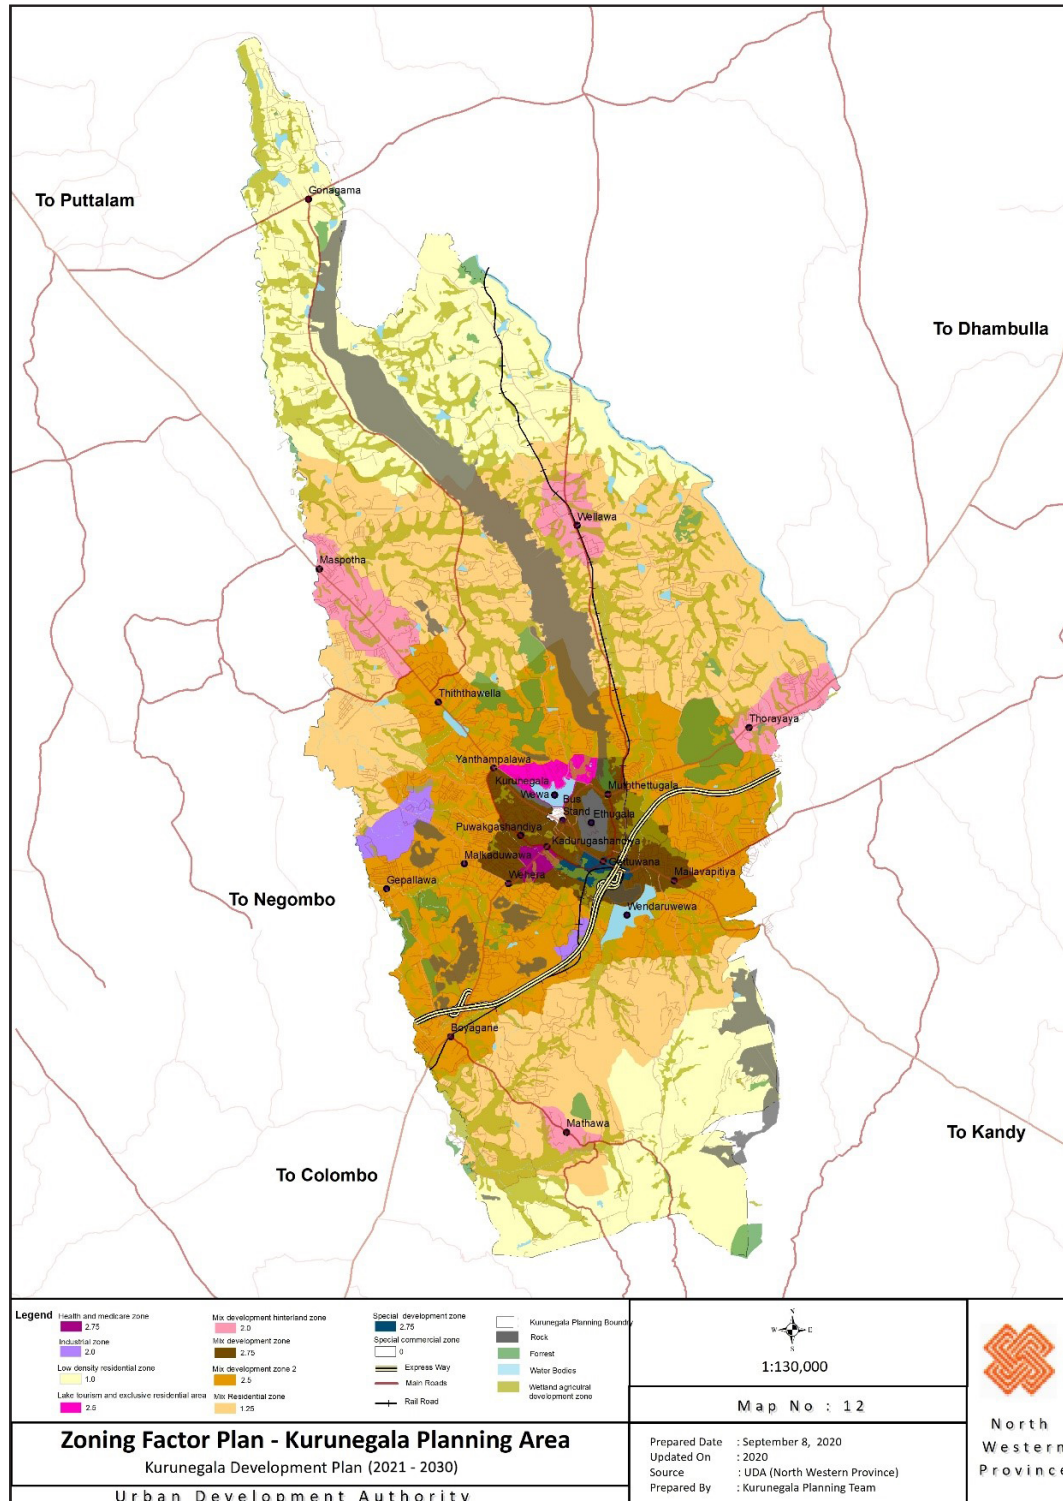 To Puttalam
Gonagama
To Dhambulla
Wellawa
Maspotha
Thiththawella
Thorayaya
Yanthampalawa
Kurunegala
Wewa
Muththettugala
Bus
Stand
Ethugala
Puwakgashandiya
Kadurugashandiya
Malkaduwawa
Gettuwana
Wehera
Mallavapitiya
Gepallawa
To Negombo
Wendaruwewa
Boyagane
Mathawa
To Kandy
To Colombo
Legend
Health and medicare zone
2.75
Industrial zone
2.0
Low density residential zone
1.0
Lake tourism and exclusive residential area
2.5
Mix development hinterland zone
2.0
Mix development zone
2.75
Mix development zone 2
2.5
Mix Residential zone
1.25
Special development zone
2.75
Special commercial zone
0
Express Way
Main Roads
Rail Road
Kurunegala Planning Boundry
Rock
Forrest
Water Bodies
Wetland agricultral
development zone
N
W E
S
1:130,000
Map No : 12
Zoning Factor Plan - Kurunegala Planning Area
Kurunegala Development Plan (2021 - 2030)
Urban Development Authority
Prepared Date : September 8, 2020
Updated On : 2020
Source : UDA (North Western Province)
Prepared By : Kurunegala Planning Team
North
Western
Province